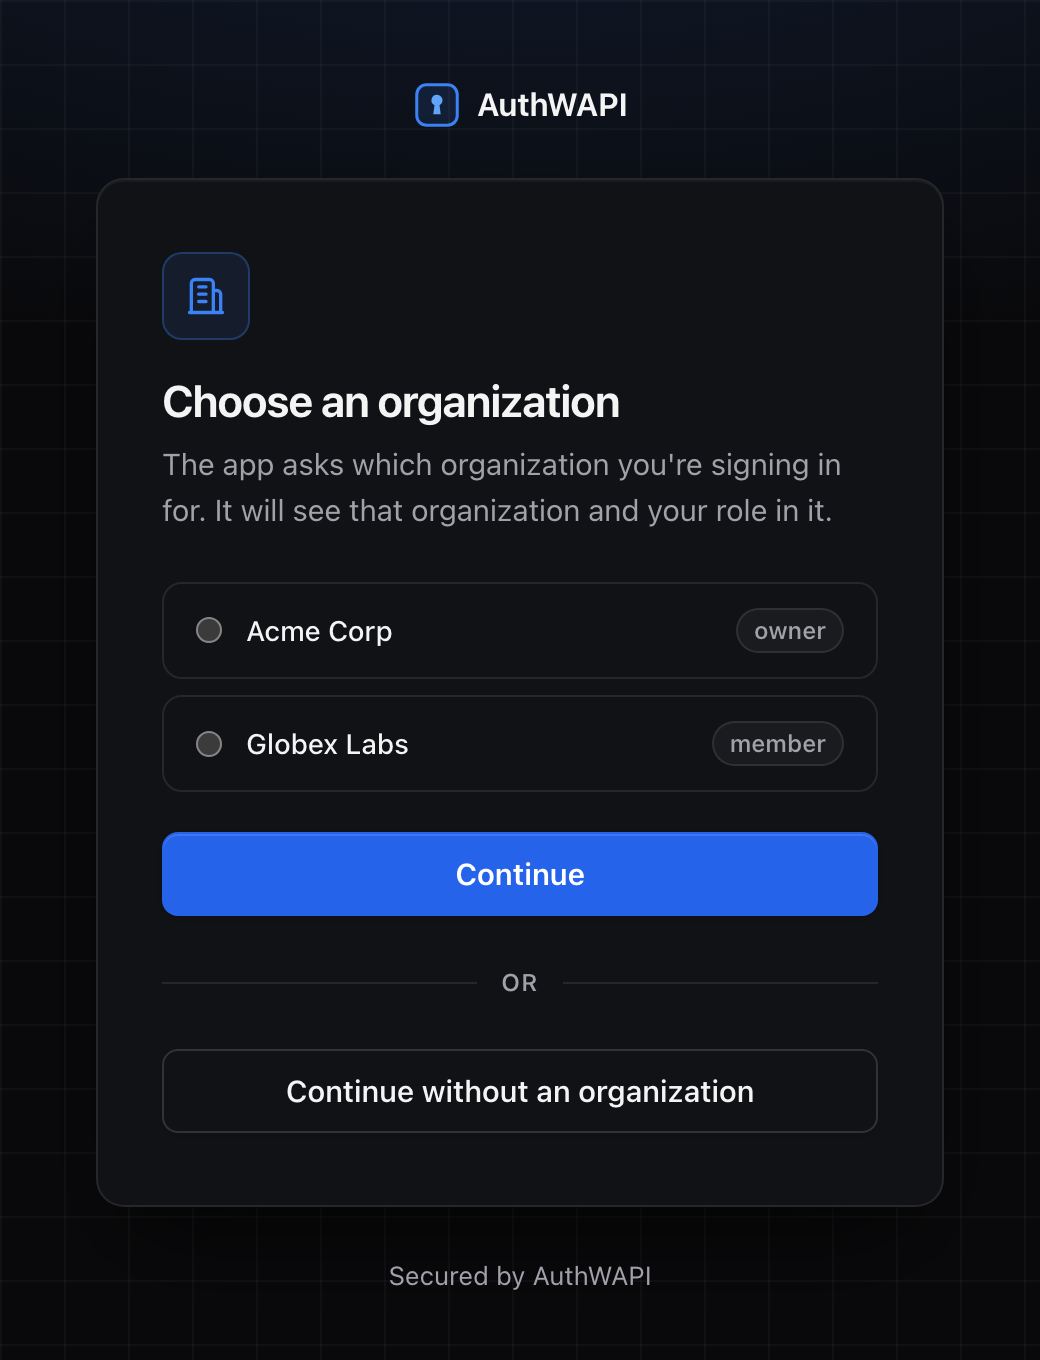 AuthWAPI
Choose an organization
The app asks which organization you're signing in
for. It will see that organization and your role in it.
Acme Corp owner
Globex Labs member
Continue
OR
Continue without an organization
Secured by AuthWAPI